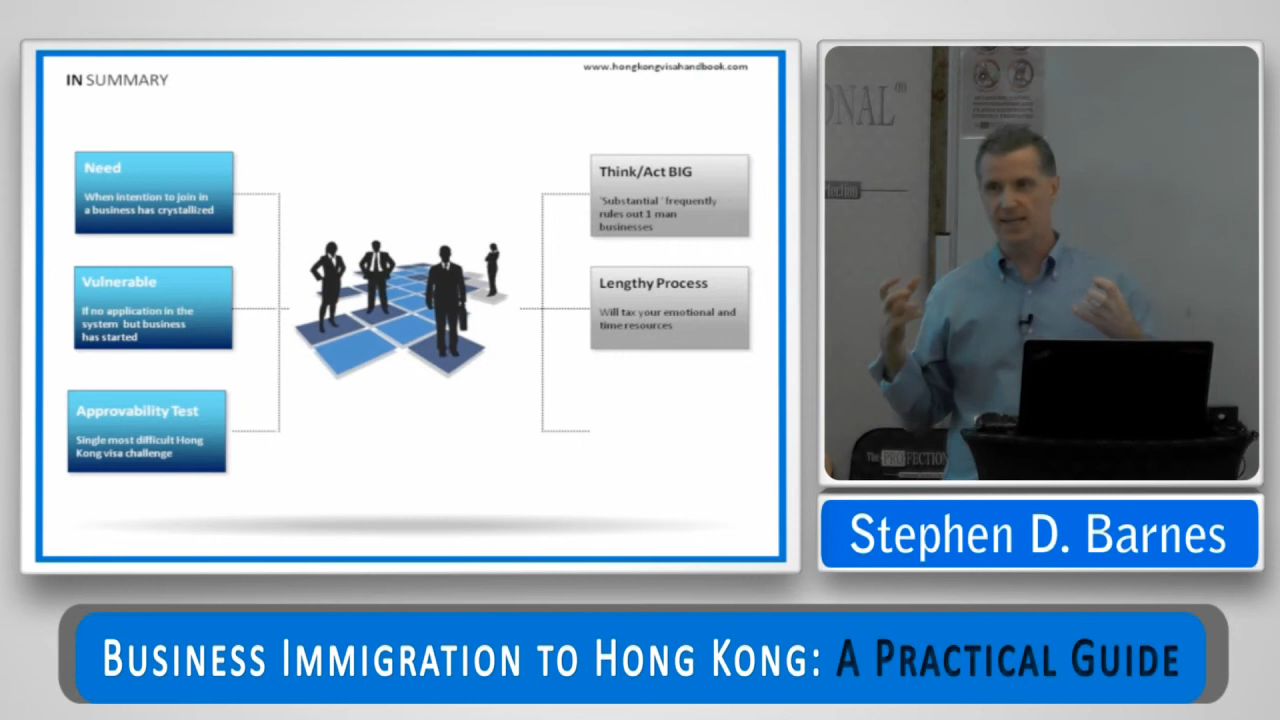 IN SUMMARY
www.hongkongvisahandbook.com
Need
When intention to join in
a business has crystallized
Vulnerable
If no application in the
system but business
has started
Approvability Test
Single most difficult Hong
Kong visa challenge
Think/Act BIG
'Substantial ' frequently
rules out 1 man
businesses
Lengthy Process
Will tax your emotional and
time resources
ONAL
The PROFFECTION
Stephen D. Barnes
BUSINESS IMMIGRATION TO HONG KONG: A PRACTICAL GUIDE